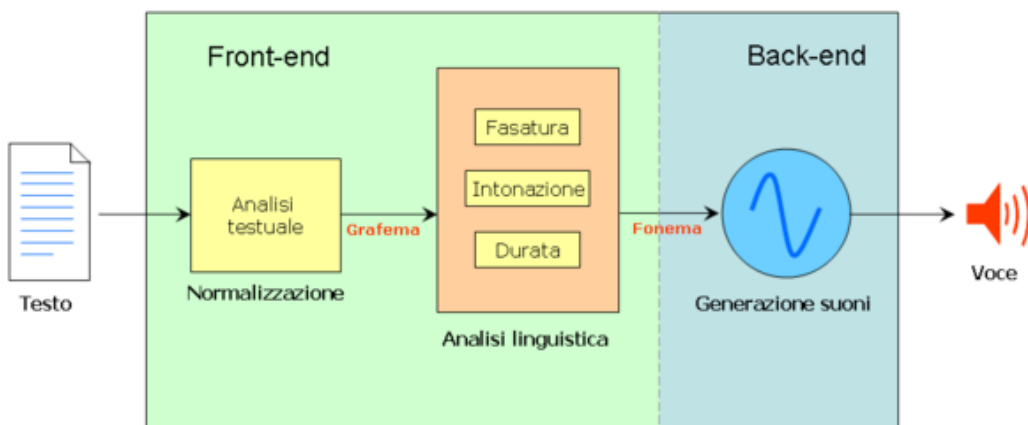 Front-end
Back-end
Testo
Analisi
testuale
Normalizzazione
Grafema
Fasatura
Intonazione
Durata
Analisi linguistica
Fonema
Generazione suoni
Voce